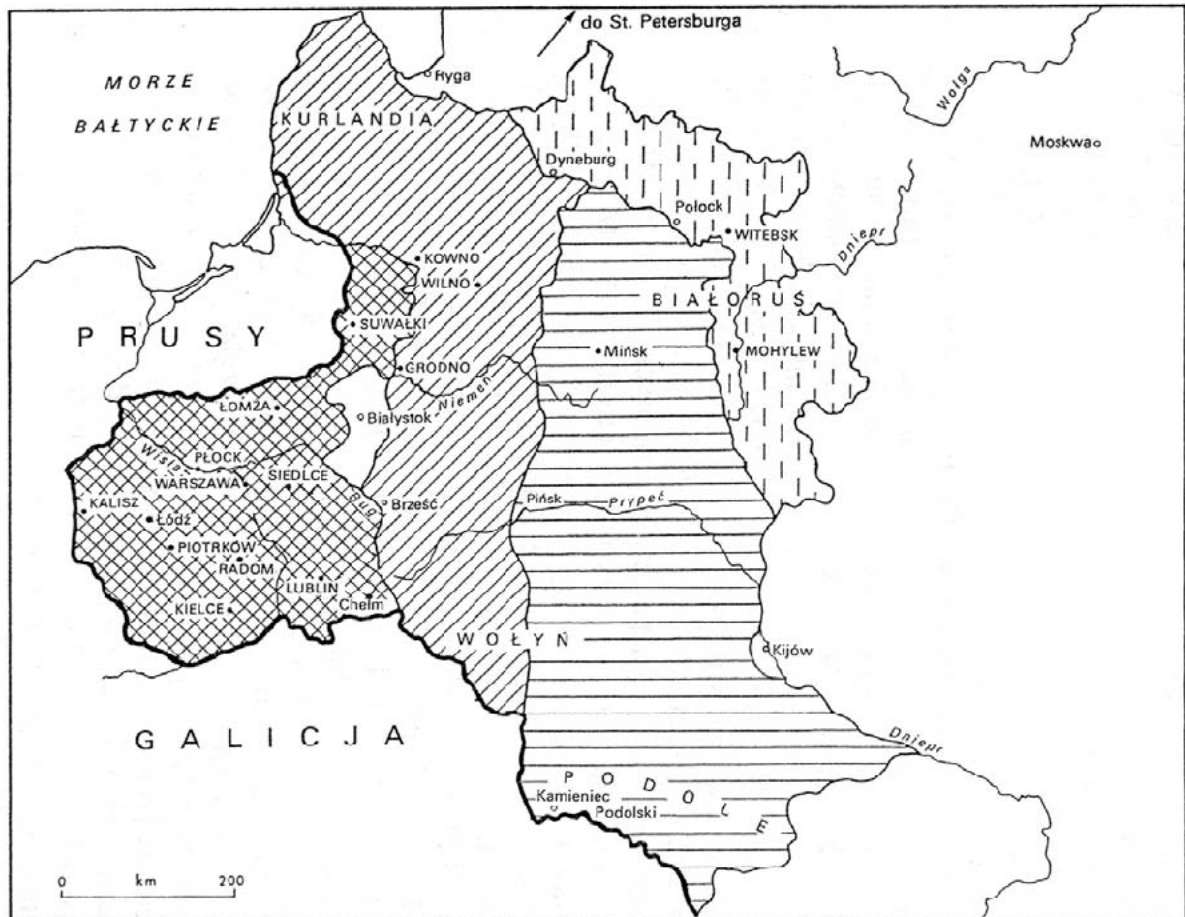 do St. Petersburga
MORZE
BAŁTYCKIE
Ryga
Wołga
Moskwa
KURLANDIA
Dyneburg
Połock
WITEBSK
Dniepr
KOWNO
WILNO
BIAŁORUŚ
PRUSY
SUWAŁKI
Mińsk
MOHYLEW
GRODNO
Niemen
ŁOMŻA
Białystok
PŁOCK
Wisła
WARSZAWA
SIEDLCE
Bug
Brześć
Pińsk
Prypeć
KALISZ
Łódź
PIOTRKÓW
RADOM
LUBLIN
Chełm
KIELCE
WOŁYŃ
Kijów
GALICJA
Dniepr
PODOLE
Kamieniec
Podolski
0 km 200